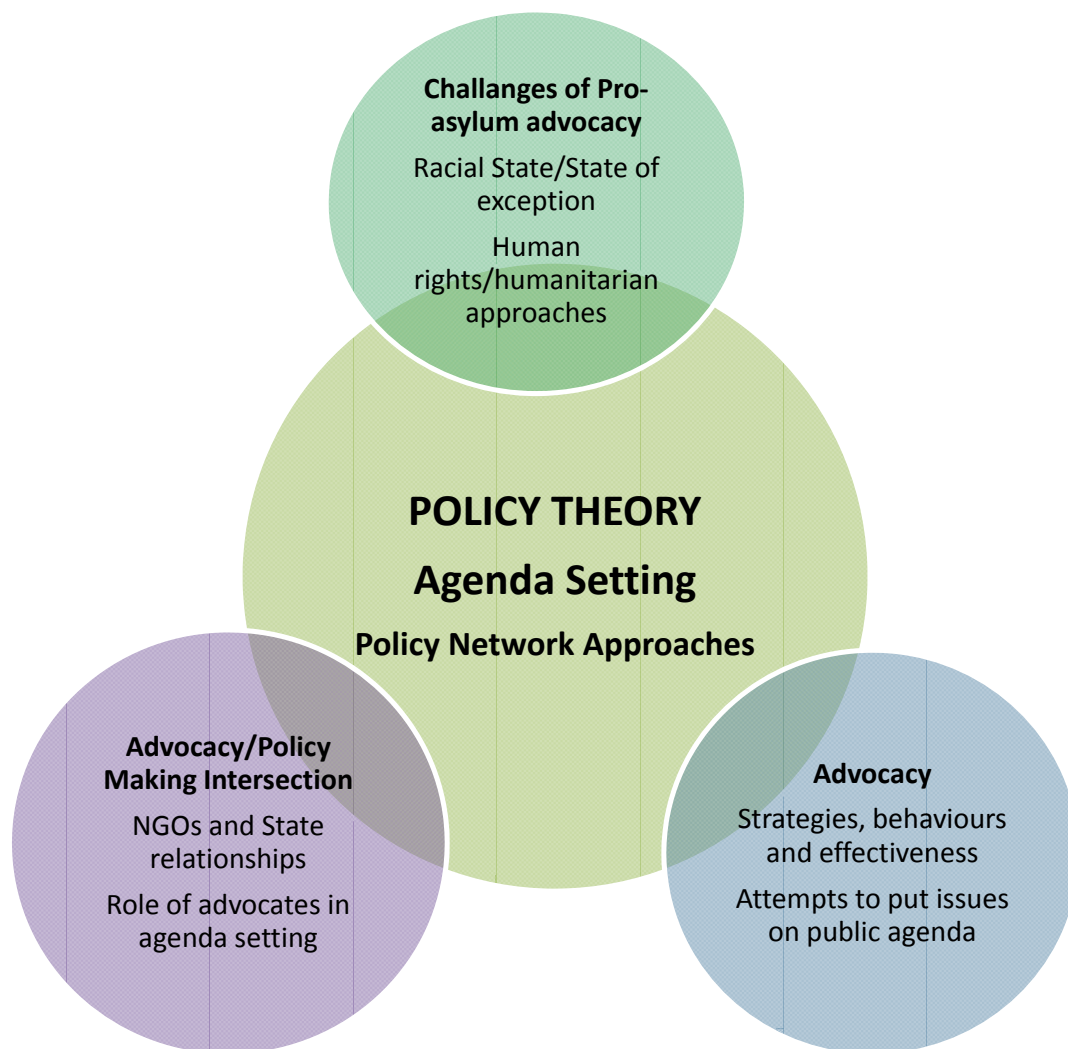 Challanges of Pro-
asylum advocacy
Racial State/State of
exception
Human
rights/humanitarian
approaches
POLICY THEORY
Agenda Setting
Policy Network Approaches
Advocacy/Policy
Making Intersection
NGOs and State
relationships
Role of advocates in
agenda setting
Advocacy
Strategies, behaviours
and effectiveness
Attempts to put issues
on public agenda